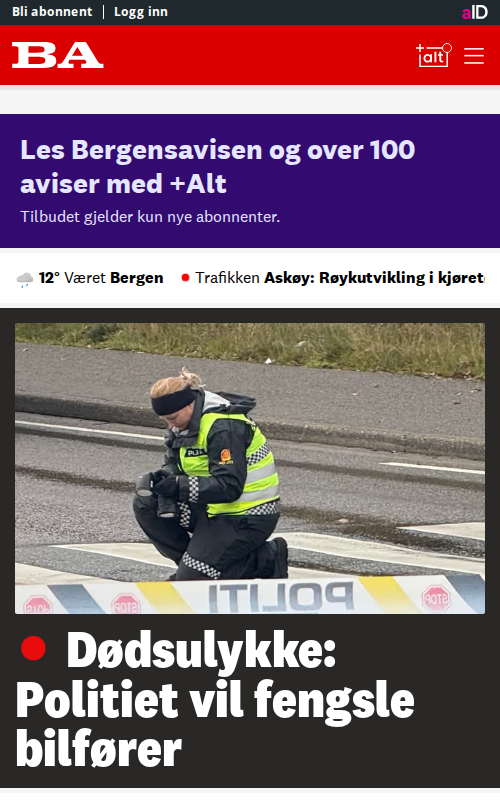 Bli abonnent
Logg inn
aID
BA
+alt
Les Bergensavisen og over 100
aviser med +Alt
Tilbudet gjelder kun nye abonnenter.
12° Været Bergen
Trafikken Askøy: Røykutvikling i kjøret
POLITI
STOP
STOP
POLITI
STOP
Dødsulykke:
Politiet vil fengsle
bilfører